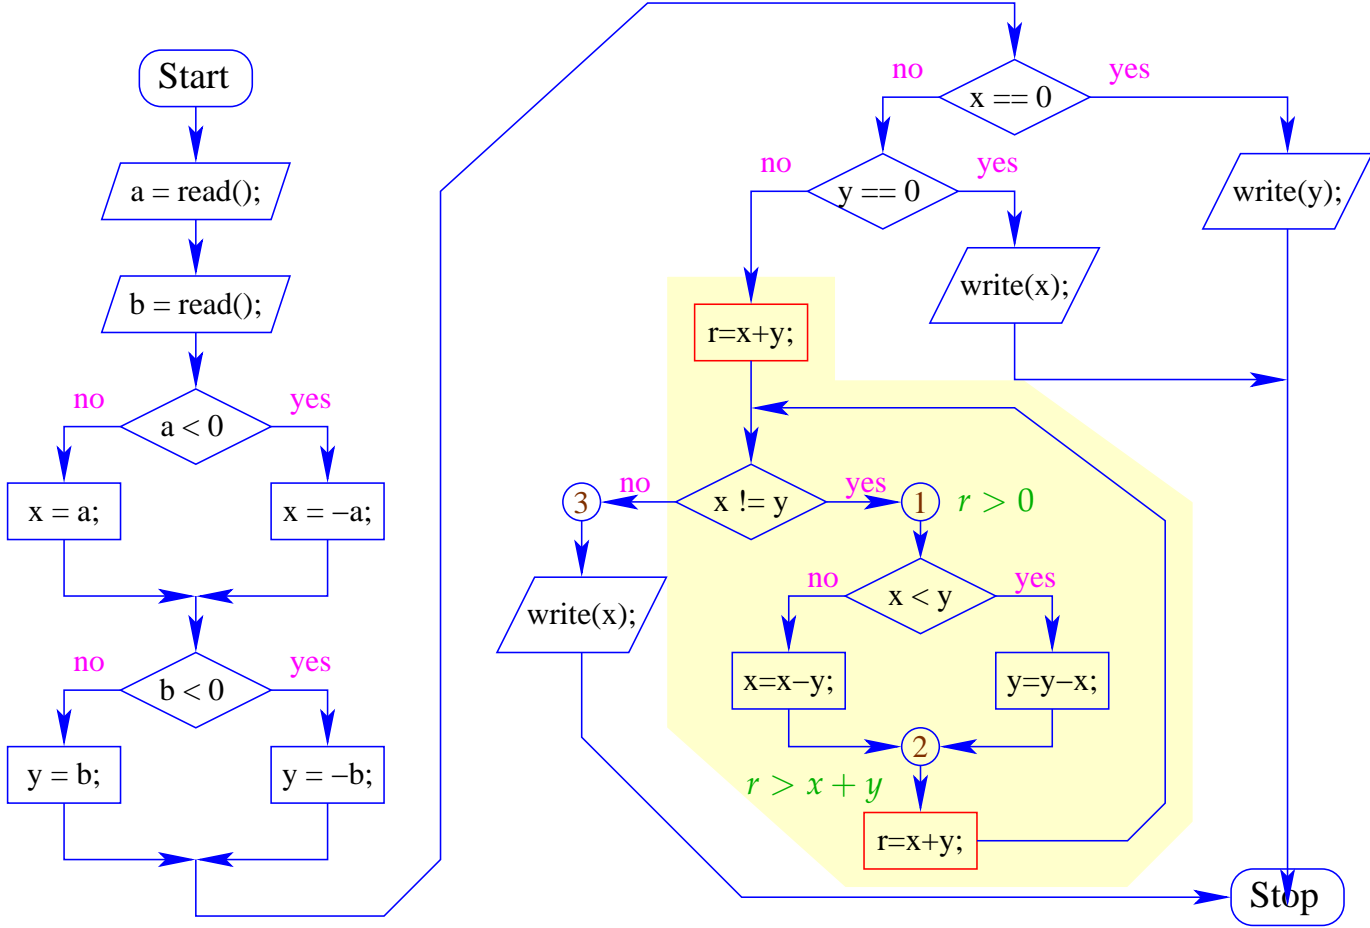 Start
a = read();
b = read();
a < 0
no
yes
x = a;
x = −a;
b < 0
no
yes
y = b;
y = −b;
x == 0
no
yes
y == 0
no
yes
write(y);
write(x);
r=x+y;
x != y
no
yes
3
1
r > 0
write(x);
x < y
no
yes
x=x−y;
y=y−x;
2
r > x + y
r=x+y;
Stop